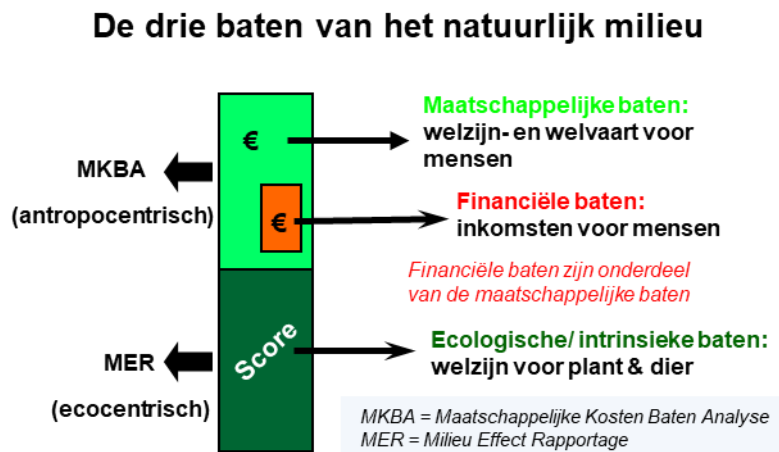 De drie baten van het natuurlijk milieu
Maatschappelijke baten:
welzijn- en welvaart voor
mensen
€
MKBA
(antropocentrisch)
Financiële baten:
inkomsten voor mensen
€
Financiële baten zijn onderdeel
van de maatschappelijke baten
Ecologische/ intrinsieke baten:
welzijn voor plant & dier
Score
MER
(ecocentrisch)
MKBA = Maatschappelijke Kosten Baten Analyse
MER = Milieu Effect Rapportage